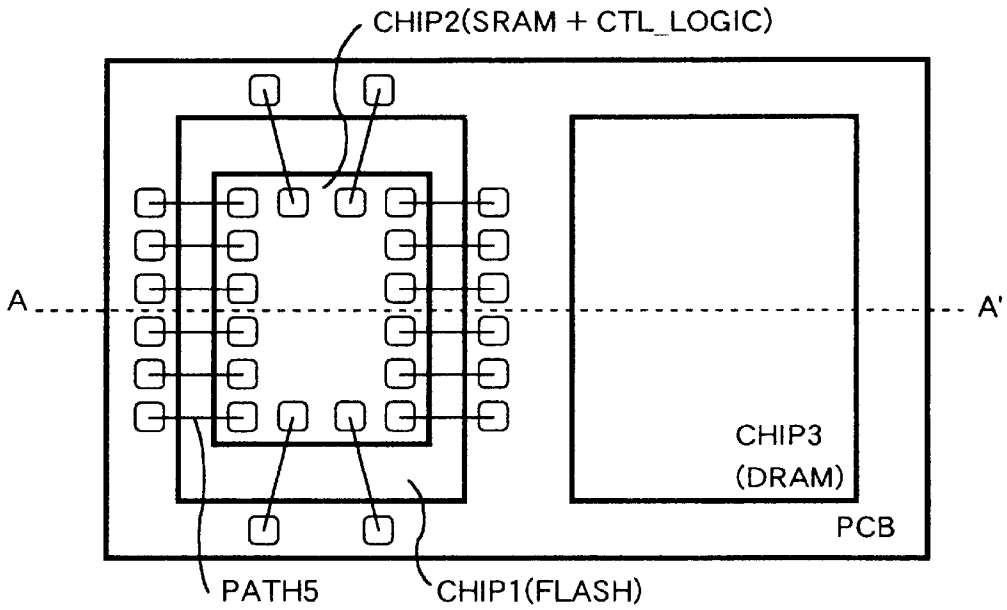 CHIP2(SRAM + CTL_LOGIC)
A
A'
CHIP3
(DRAM)
PCB
PATH5
CHIP1(FLASH)